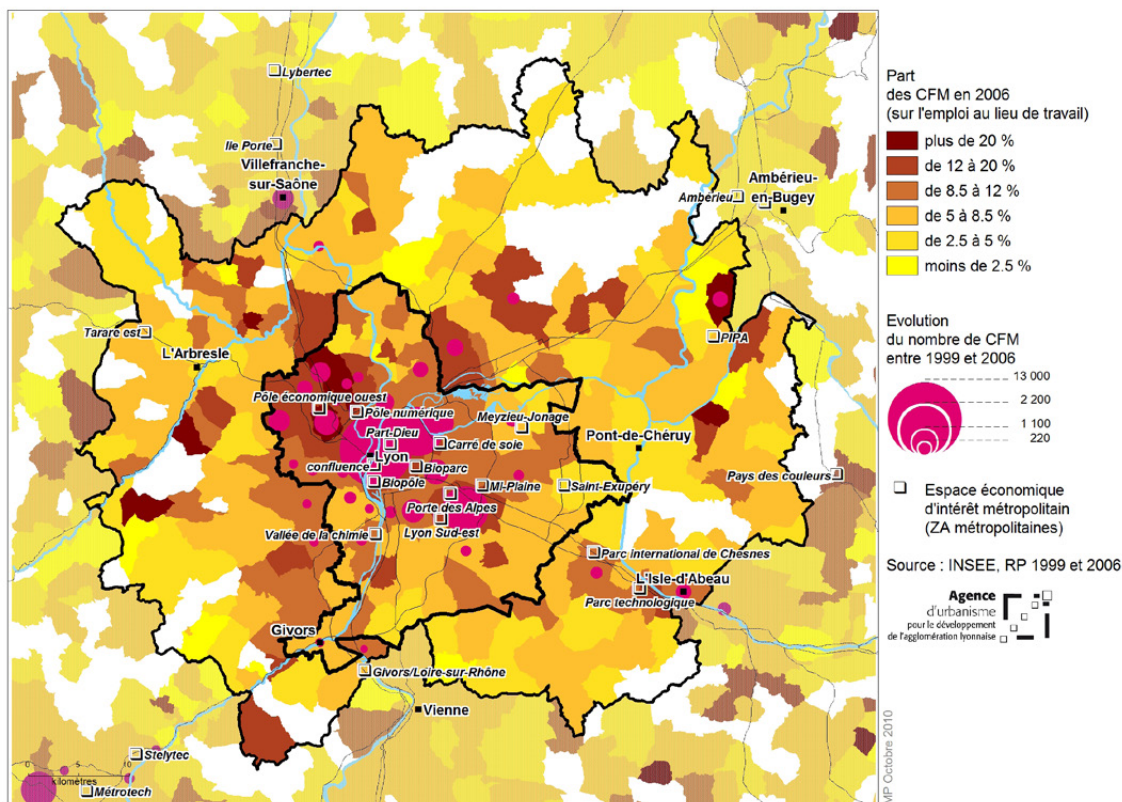 Lybertec
Ile Porte
Villefranche-
sur-Saône
Ambérieu
Ambérieu-
en-Bugey
Tarare est
L'Arbresle
PIPA
Pôle économique ouest
Pôle numérique
Meyzieu-Jonage
Part-Dieu
Carré de soie
Pont-de-Chéruy
Lyon
confluence
Bioparc
Biopôle
Mi-Plaine
Saint-Exupéry
Pays des couleurs
Porte des Alpes
Lyon Sud-est
Vallée de la chimie
Parc international de Chesnes
L'Isle-d'Abeau
Parc technologique
Givors
Givors/Loire-sur-Rhône
Vienne
Stelytec
0 5 10
kilomètres
Métrotech
Part
des CFM en 2006
(sur l'emploi au lieu de travail)
plus de 20 %
de 12 à 20 %
de 8.5 à 12 %
de 5 à 8.5 %
de 2.5 à 5 %
moins de 2.5 %
Evolution
du nombre de CFM
entre 1999 et 2006
13 000
2 200
1 100
220
Espace économique
d'intérêt métropolitain
(ZA métropolitaines)
Source : INSEE, RP 1999 et 2006
Agence
d'urbanisme
pour le développement
de l'agglomération lyonnaise
MP Octobre 2010